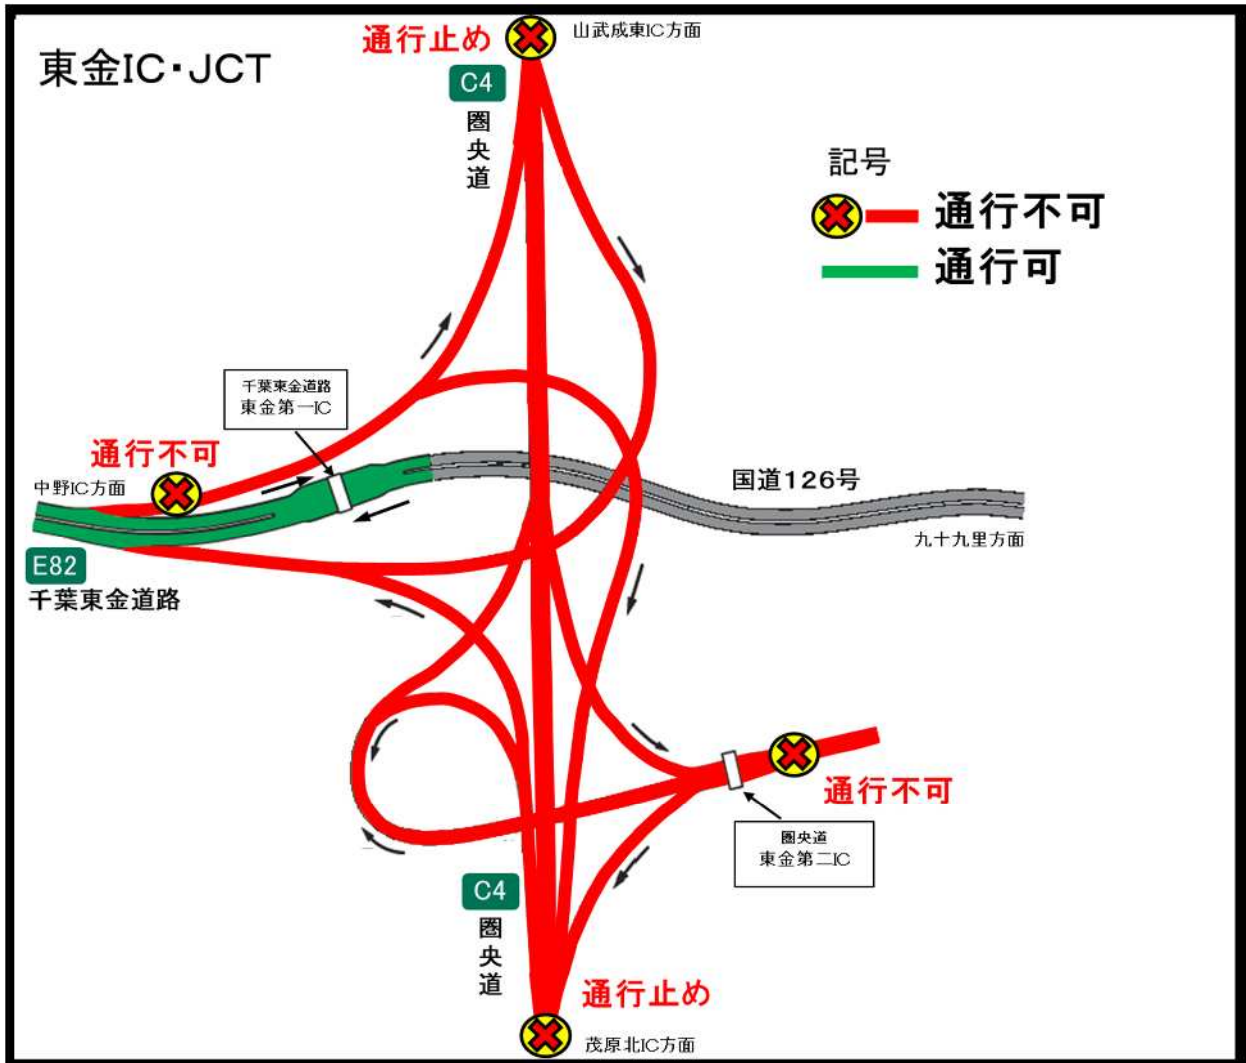 東金IC・JCT
通行止め
山武成東IC方面
C4
圏央道
記号
通行不可
通行可
千葉東金道路
東金第一IC
通行不可
中野IC方面
国道126号
九十九里方面
E82
千葉東金道路
通行不可
圏央道
東金第二IC
C4
圏央道
通行止め
茂原北IC方面